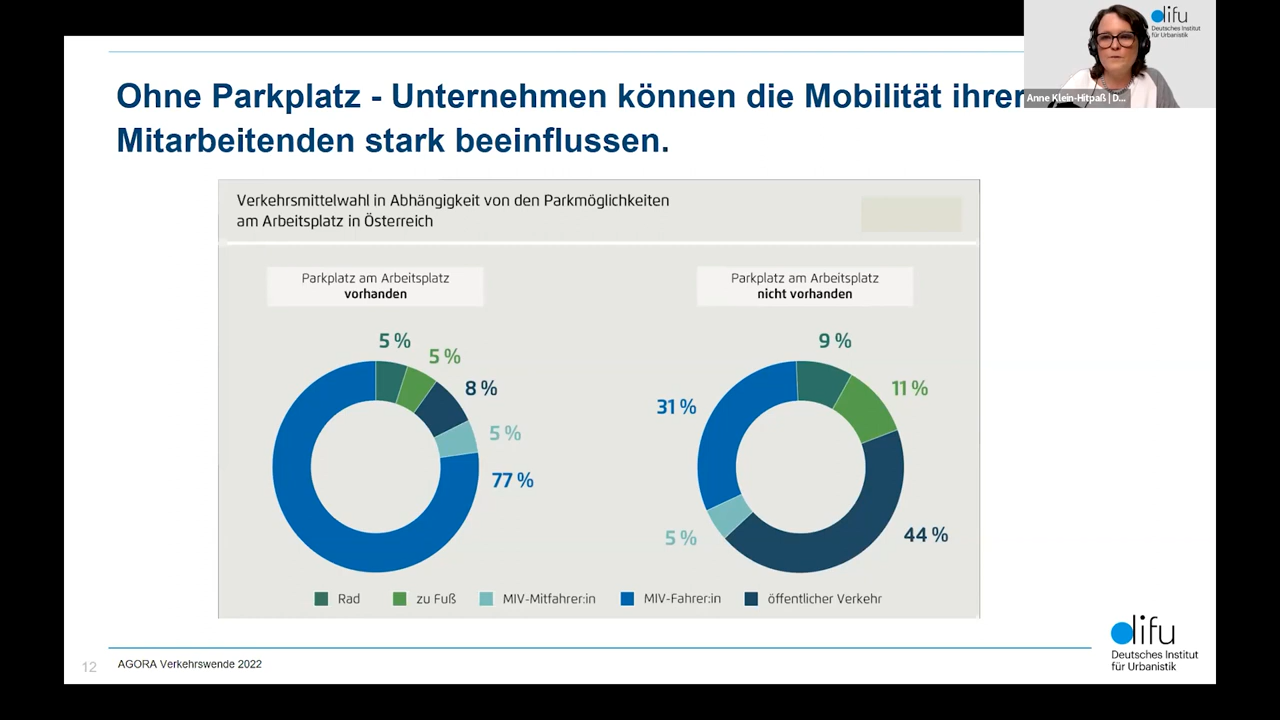 difu
Deutsches Institut
für Urbanistik
Anne Klein-Hitpaß | D...
Ohne Parkplatz - Unternehmen können die Mobilität ihrer
Mitarbeitenden stark beeinflussen.
Verkehrsmittelwahl in Abhängigkeit von den Parkmöglichkeiten
am Arbeitsplatz in Österreich
Parkplatz am Arbeitsplatz
vorhanden
5 %
5 %
8 %
5 %
77 %
Parkplatz am Arbeitsplatz
nicht vorhanden
9 %
11 %
31 %
44 %
5 %
Rad
zu Fuß
MIV-Mitfahrer:in
MIV-Fahrer:in
öffentlicher Verkehr
12
AGORA Verkehrswende 2022
difu
Deutsches Institut
für Urbanistik